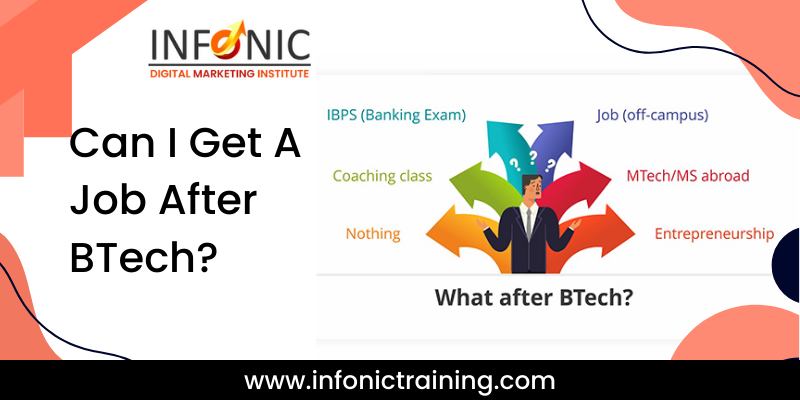 INFONIC
DIGITAL MARKETING INSTITUTE
Can I Get A
Job After
BTech?
IBPS (Banking Exam)
Job (off-campus)
Coaching class
MTech/MS abroad
Nothing
Entrepreneurship
? ? ?
What after BTech?
www.infonictraining.com